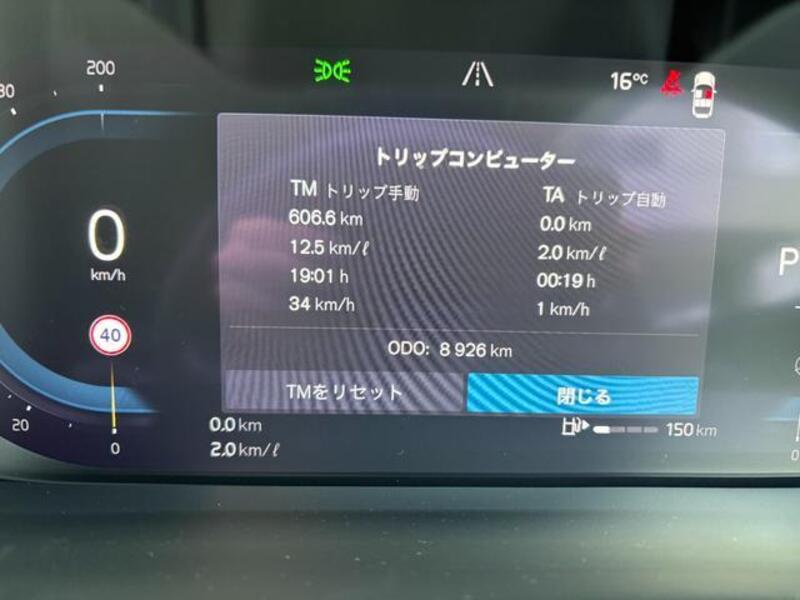 200
16°C
トリップコンピューター
TM トリップ手動
606.6 km
12.5 km/ℓ
19:01 h
34 km/h
TA トリップ自動
0.0 km
2.0 km/ℓ
00:19 h
1 km/h
ODO: 8 926 km
TMをリセット
閉じる
0
km/h
40
20
0
0.0 km
2.0 km/ℓ
150 km
P